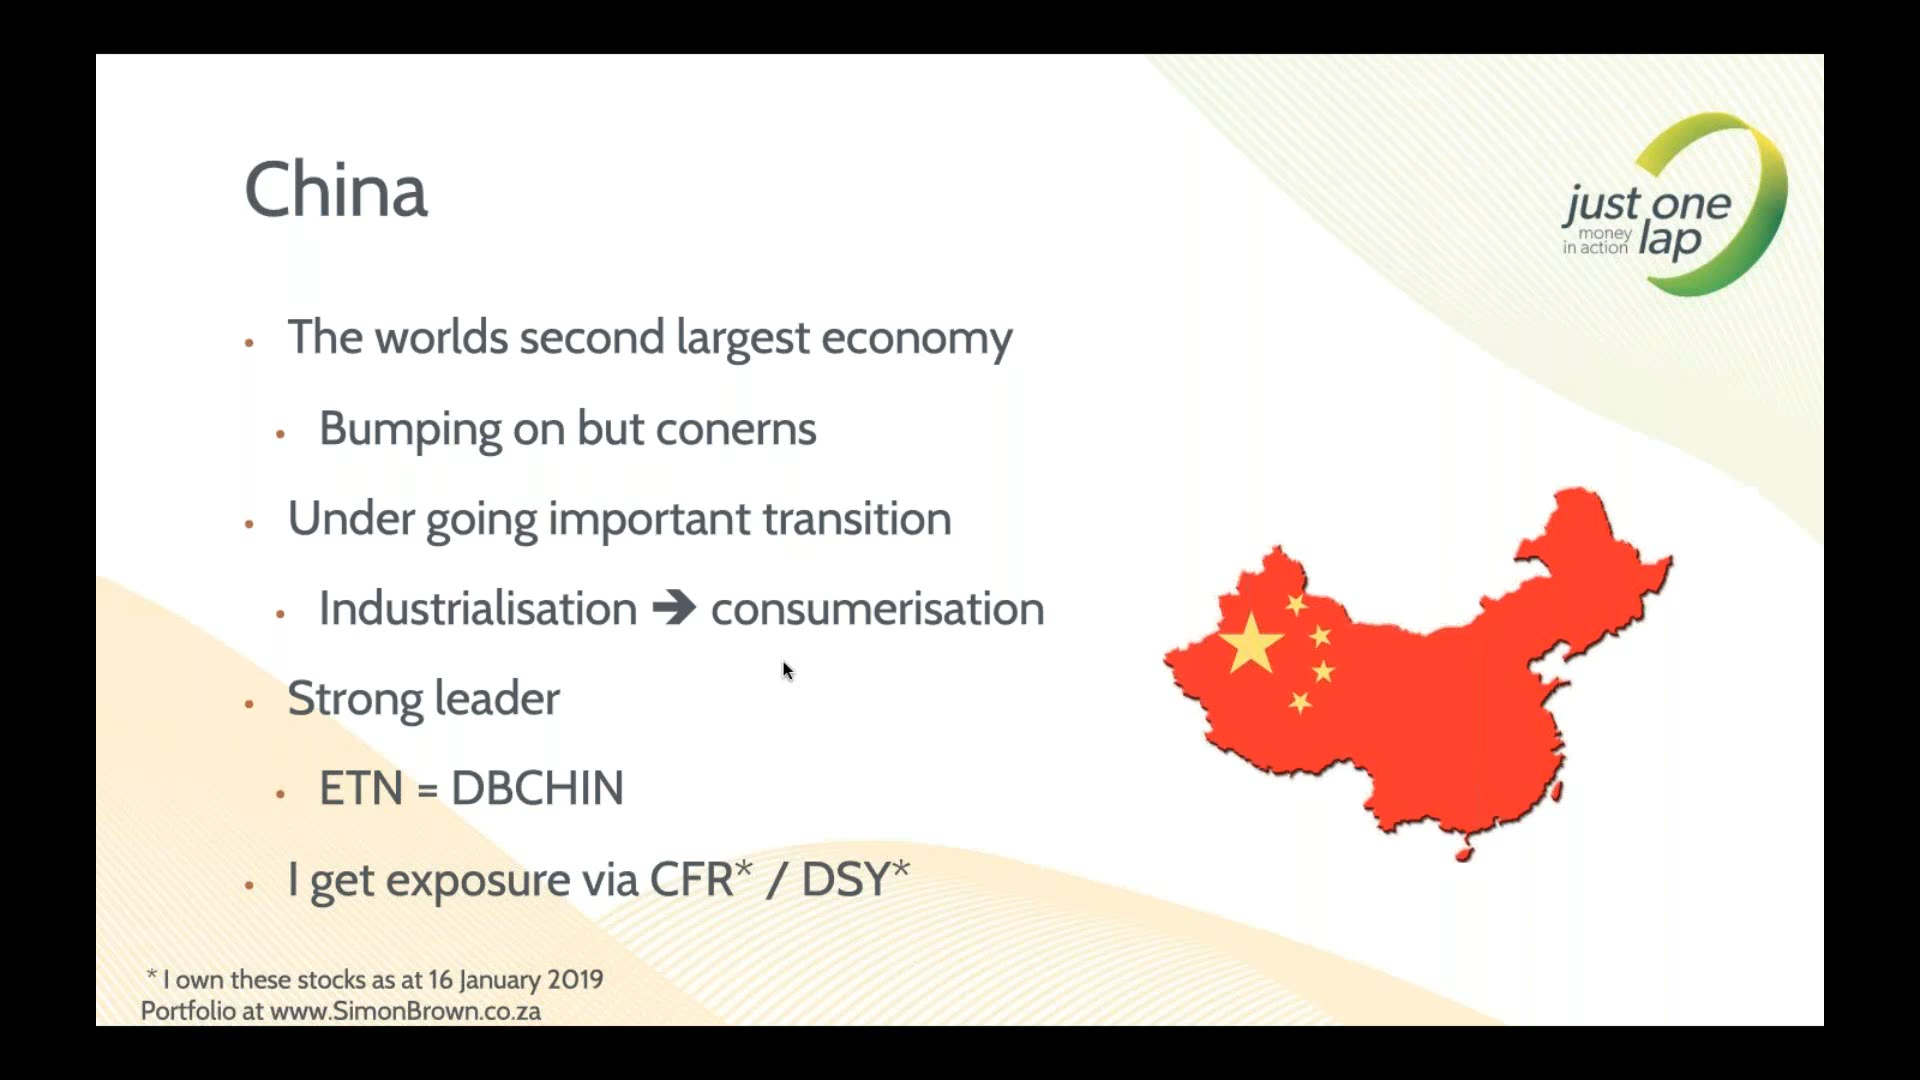 China
just one
money
in action
lap
• The worlds second largest economy
• Bumping on but conerns
• Under going important transition
• Industrialisation ➔ consumerisation
• Strong leader
• ETN = DBCHIN
• I get exposure via CFR* / DSY*
* I own these stocks as at 16 January 2019
Portfolio at www.SimonBrown.co.za